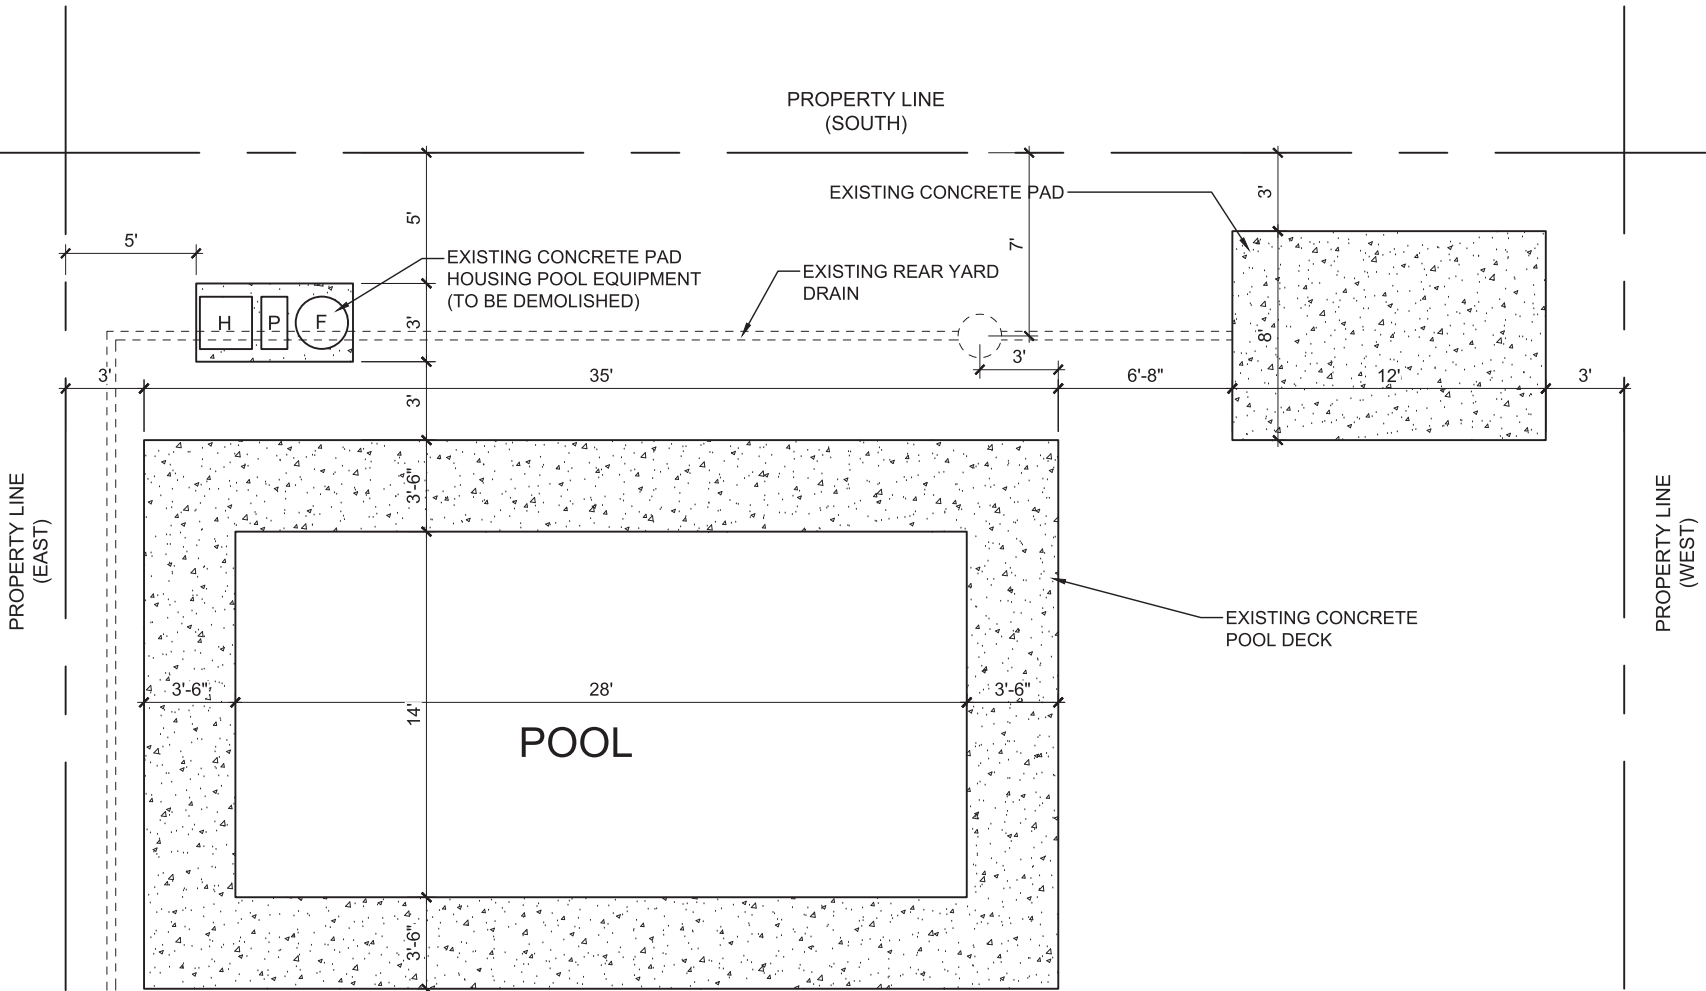 PROPERTY LINE
(SOUTH)
EXISTING CONCRETE PAD
3'
5'
7'
5'
EXISTING CONCRETE PAD
HOUSING POOL EQUIPMENT
(TO BE DEMOLISHED)
EXISTING REAR YARD
DRAIN
H
P
F
3'
8'
3'
3'
35'
6'-8"
12'
3'
3'
3'-6"
PROPERTY LINE
(EAST)
PROPERTY LINE
(WEST)
EXISTING CONCRETE
POOL DECK
3'-6"
28'
3'-6"
14'
POOL
3'-6"